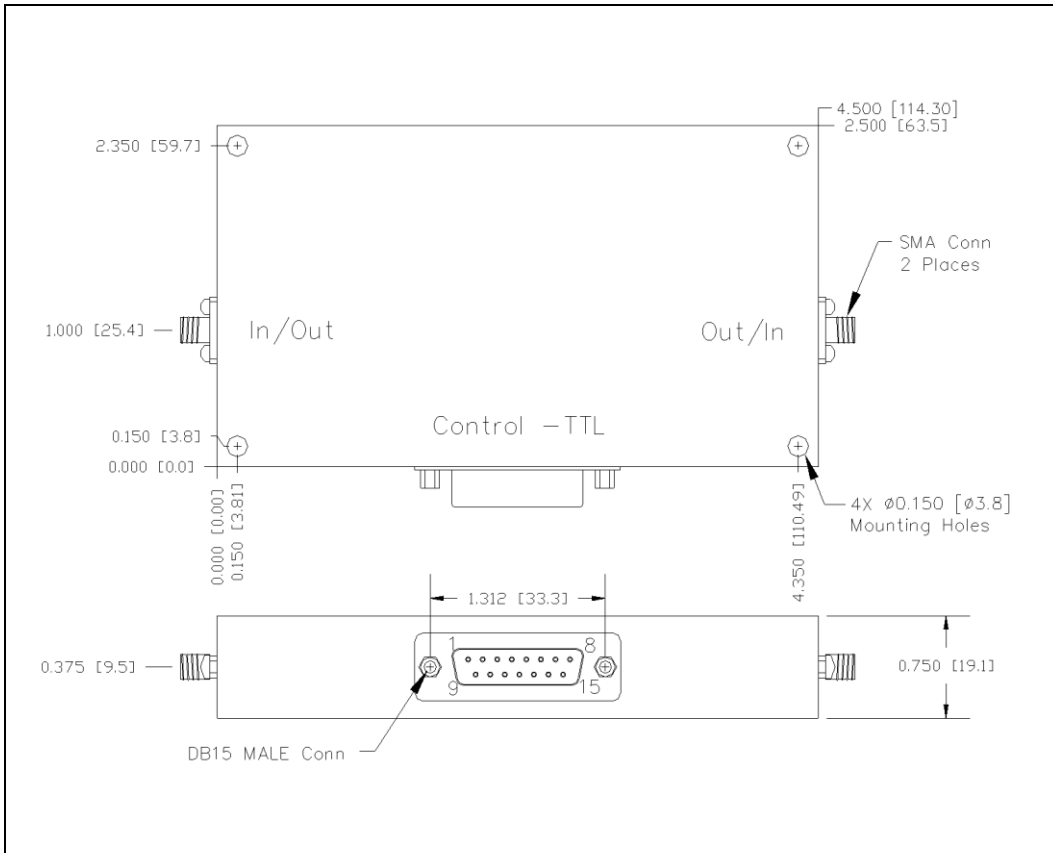 4.500 [114.30]
2.500 [63.5]
2.350 [59.7]
SMA Conn
2 Places
1.000 [25.4]
In/Out
Out/In
Control -TTL
0.150 [3.8]
0.000 [0.0]
0.000 [0.00]
0.150 [3.81]
4.350 [110.49]
4X ø0.150 [ø3.8]
Mounting Holes
1.312 [33.3]
1
8
0.375 [9.5]
0.750 [19.1]
9
15
DB15 MALE Conn